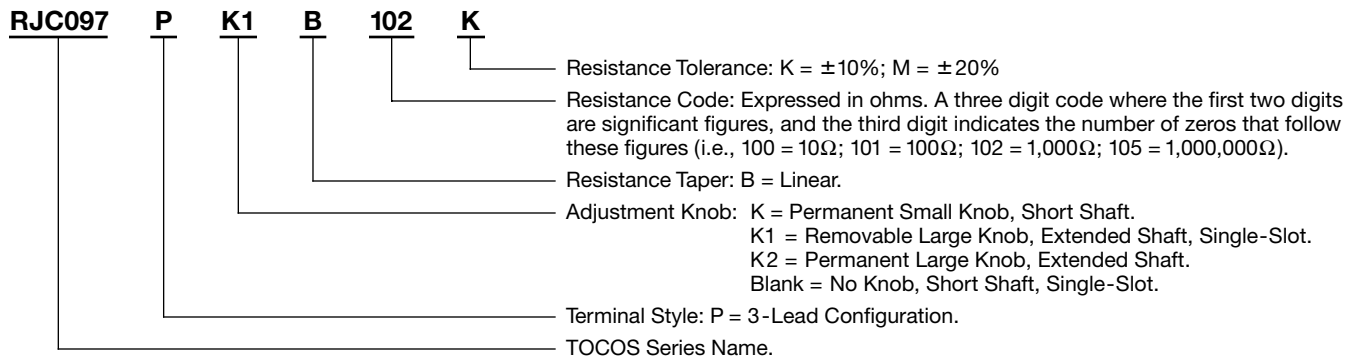 RJC097 P K1 B 102 K
Resistance Tolerance: K = ±10%; M = ±20%
Resistance Code: Expressed in ohms. A three digit code where the first two digits
are significant figures, and the third digit indicates the number of zeros that follow
these figures (i.e., 100 = 10Ω; 101 = 100Ω; 102 = 1,000Ω; 105 = 1,000,000Ω).
Resistance Taper: B = Linear.
Adjustment Knob: K = Permanent Small Knob, Short Shaft.
K1 = Removable Large Knob, Extended Shaft, Single-Slot.
K2 = Permanent Large Knob, Extended Shaft.
Blank = No Knob, Short Shaft, Single-Slot.
Terminal Style: P = 3-Lead Configuration.
TOCOS Series Name.